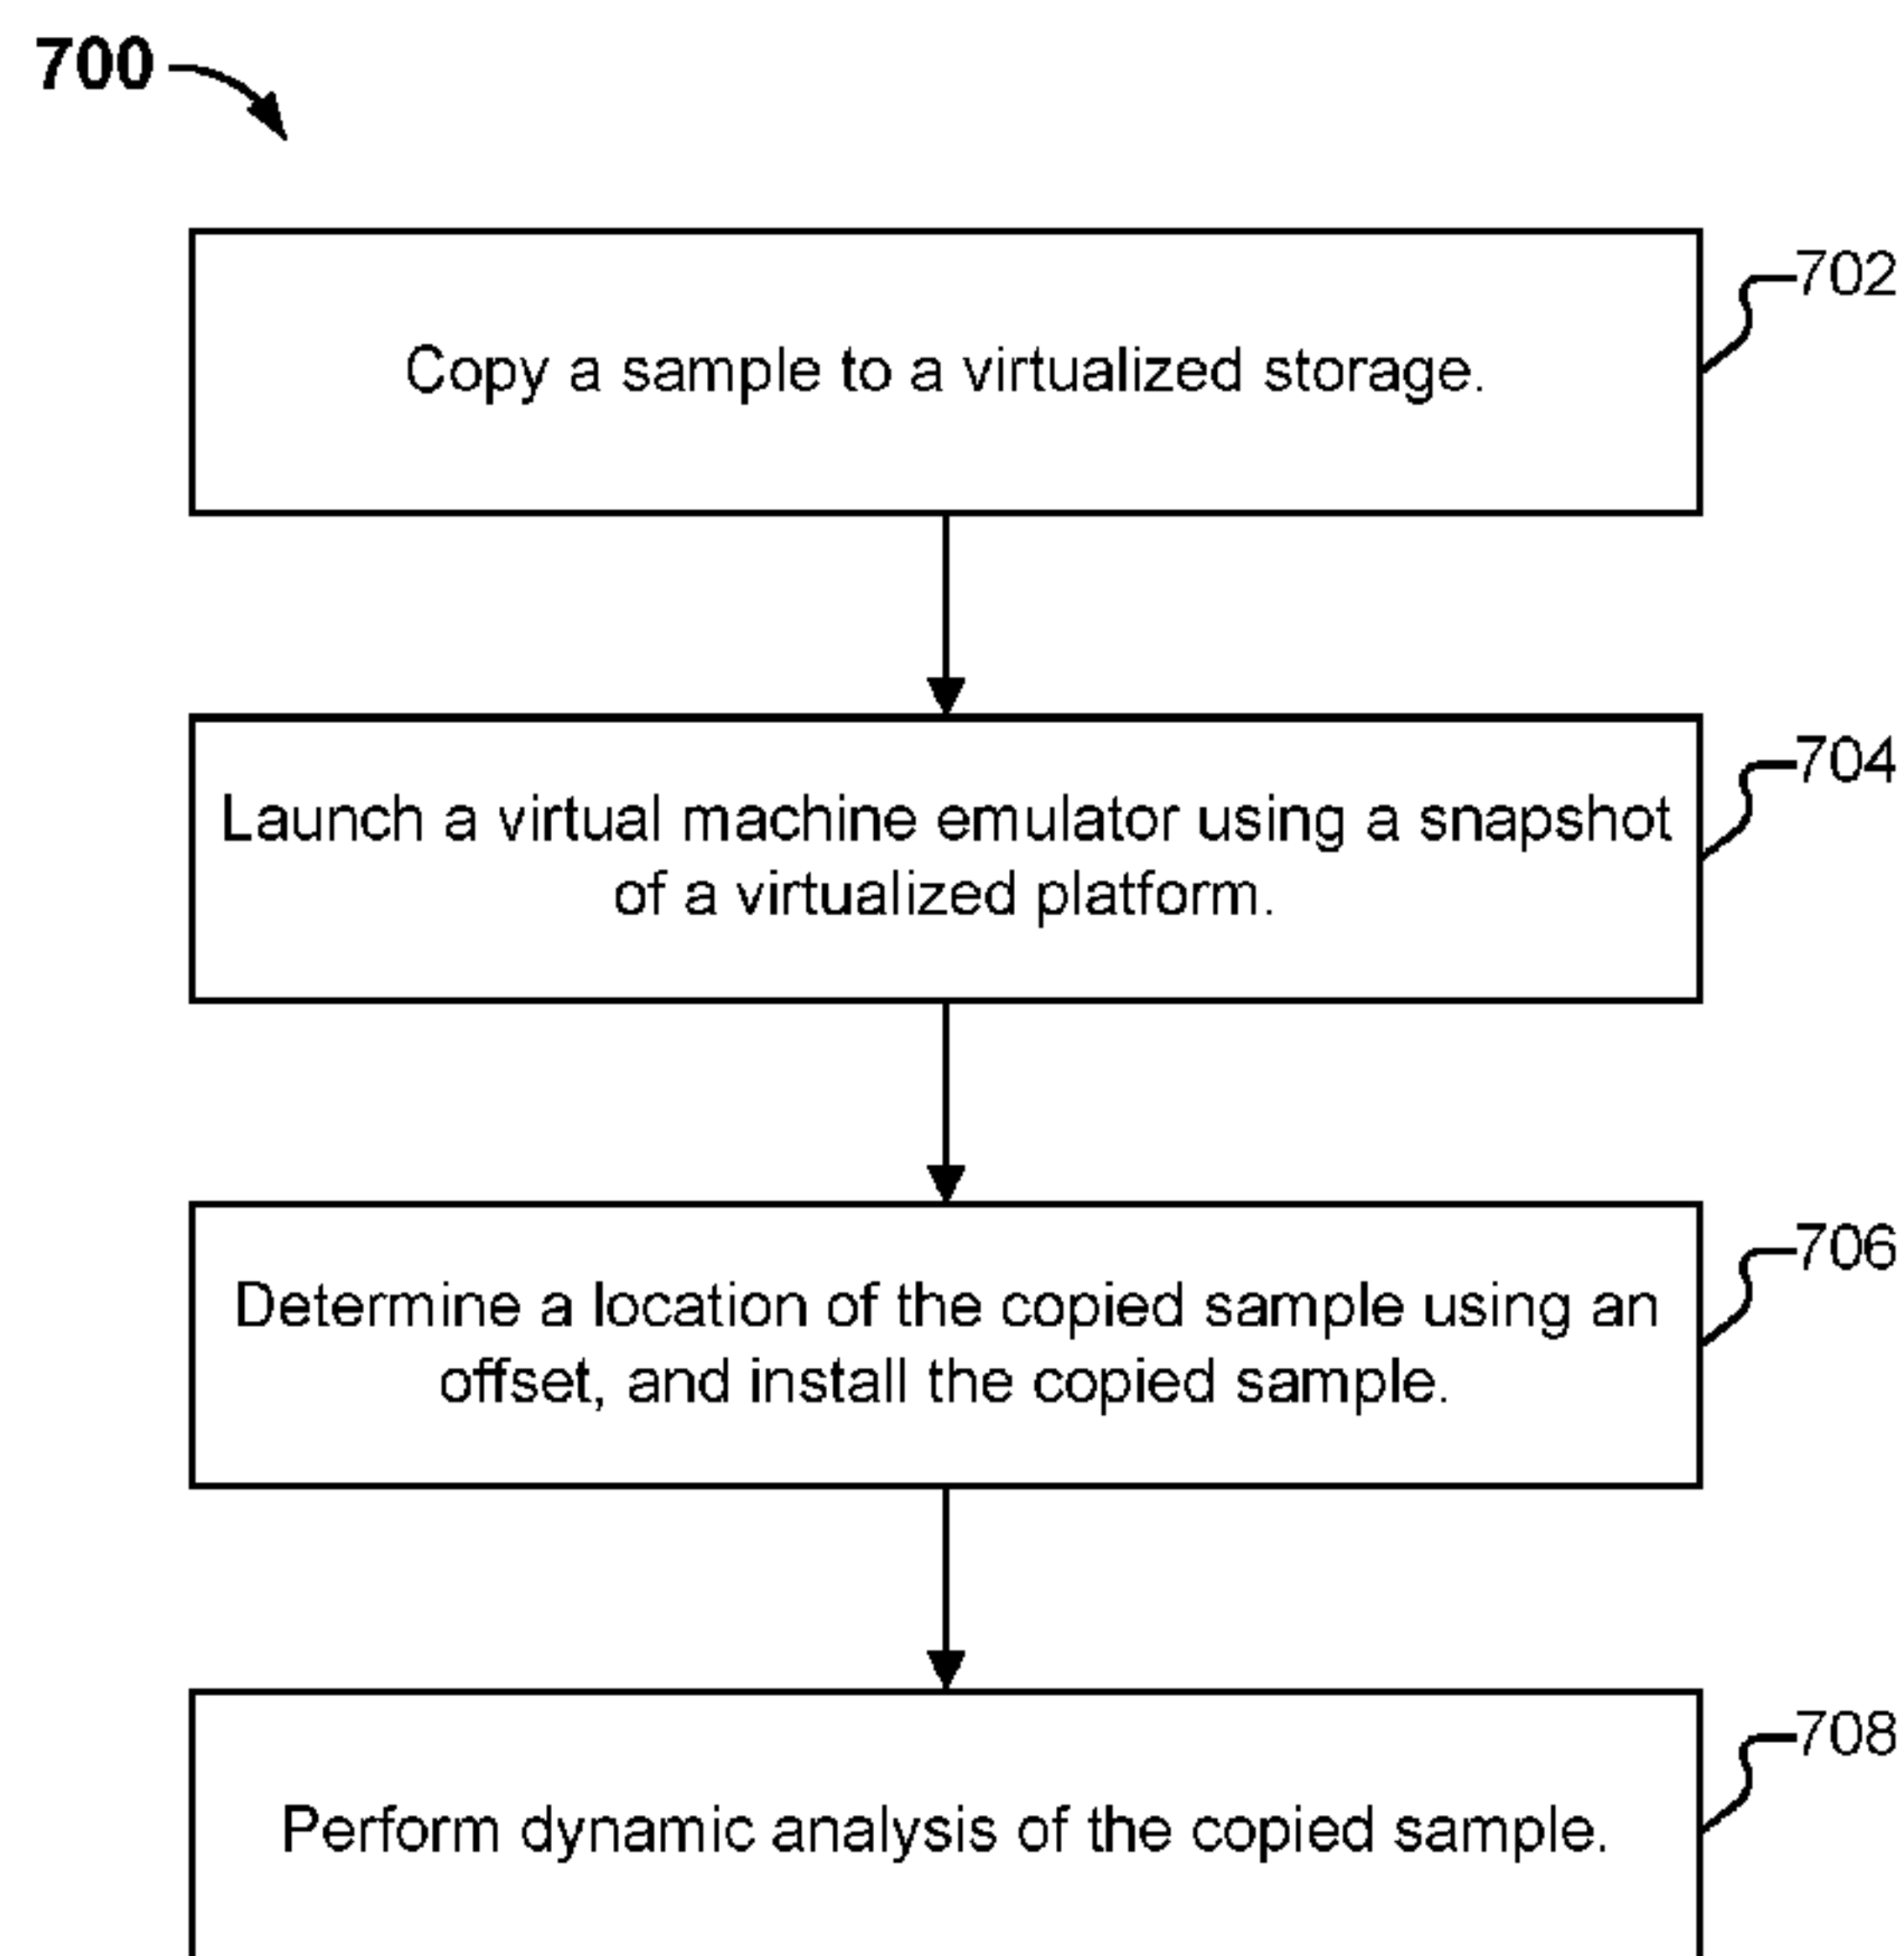 700
702
Copy a sample to a virtualized storage.
704
Launch a virtual machine emulator using a snapshot
of a virtualized platform.
706
Determine a location of the copied sample using an
offset, and install the copied sample.
708
Perform dynamic analysis of the copied sample.